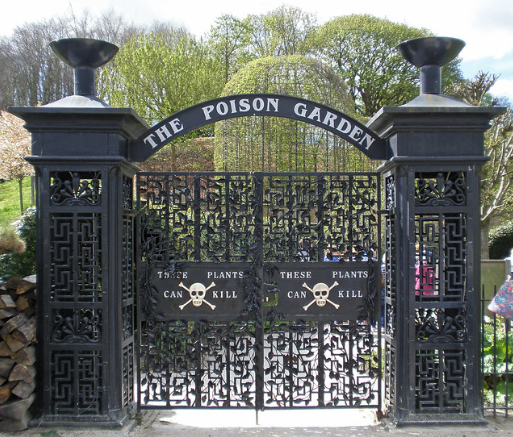 THE POISON GARDEN
THESE PLANTS
CAN KILL
THESE PLANTS
CAN KILL